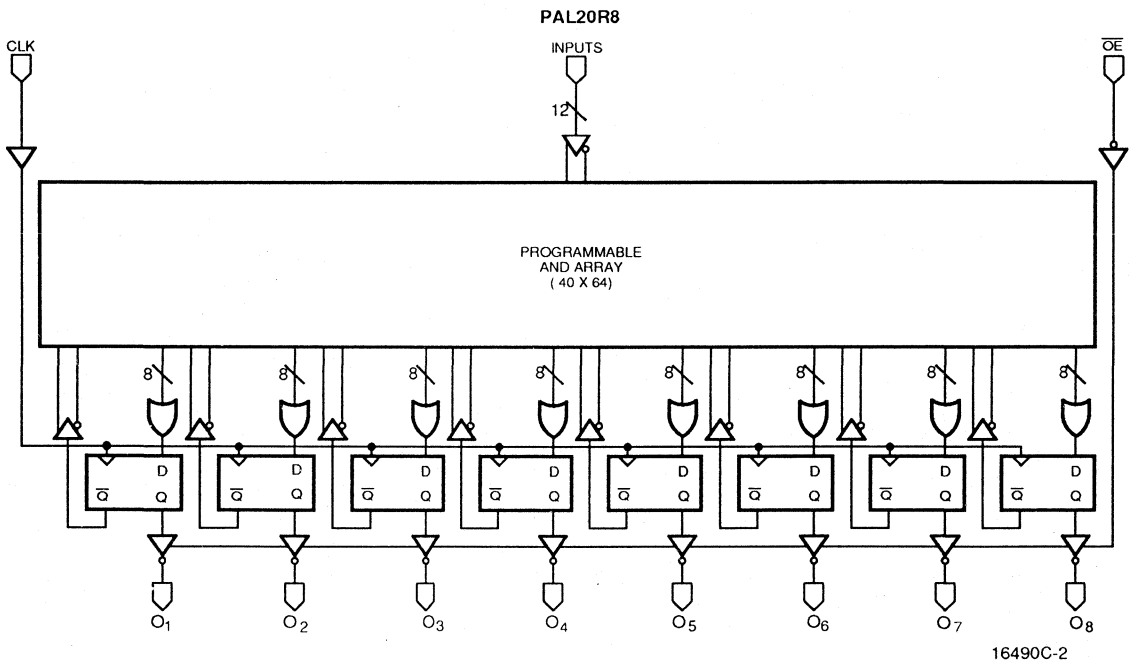 PAL20R8
CLK INPUTS O̅E̅
12
PROGRAMMABLE
AND ARRAY
( 40 X 64)
8 8 8 8 8 8 8 8
D D D D D D D D
Q̅ Q Q̅ Q Q̅ Q Q̅ Q Q̅ Q Q̅ Q Q̅ Q Q̅ Q
O1 O2 O3 O4 O5 O6 O7 O8
16490C-2